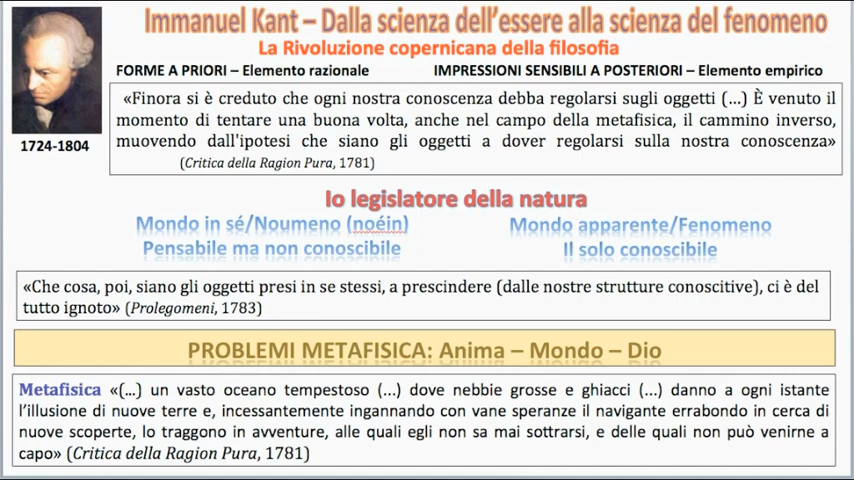 Immanuel Kant – Dalla scienza dell'essere alla scienza del fenomeno
La Rivoluzione copernicana della filosofia
FORME A PRIORI – Elemento razionale
IMPRESSIONI SENSIBILI A POSTERIORI – Elemento empirico
«Finora si è creduto che ogni nostra conoscenza debba regolarsi sugli oggetti (…) È venuto il
momento di tentare una buona volta, anche nel campo della metafisica, il cammino inverso,
muovendo dall'ipotesi che siano gli oggetti a dover regolarsi sulla nostra conoscenza»
(Critica della Ragion Pura, 1781)
1724-1804
Io legislatore della natura
Mondo in sé/Noumeno (noéin)
Pensabile ma non conoscibile
Mondo apparente/Fenomeno
Il solo conoscibile
«Che cosa, poi, siano gli oggetti presi in se stessi, a prescindere (dalle nostre strutture conoscitive), ci è del
tutto ignoto» (Prolegomeni, 1783)
PROBLEMI METAFISICA: Anima – Mondo – Dio
Metafisica «(…) un vasto oceano tempestoso (…) dove nebbie grosse e ghiacci (…) danno a ogni istante
l'illusione di nuove terre e, incessantemente ingannando con vane speranze il navigante errabondo in cerca di
nuove scoperte, lo traggono in avventure, alle quali egli non sa mai sottrarsi, e delle quali non può venirne a
capo» (Critica della Ragion Pura, 1781)